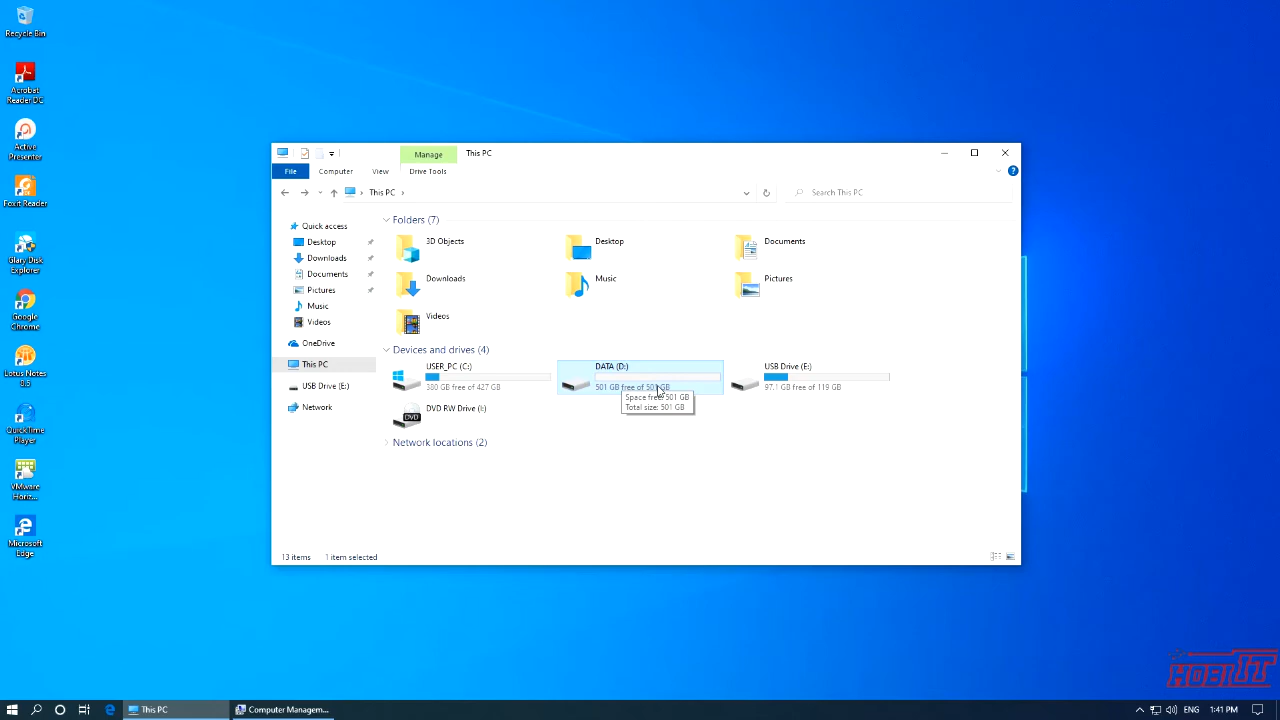 Recycle Bin
Acrobat
Reader DC
Active
Presenter
Foxit Reader
Glary Disk
Explorer
Google
Chrome
Lotus Notes
8.5
QuickTime
Player
VMware
Horiz...
Microsoft
Edge
Manage
This PC
File
Computer
View
Drive Tools
This PC
Search This PC
Quick access
Desktop
Downloads
Documents
Pictures
Music
Videos
OneDrive
This PC
USB Drive (E:)
Network
Folders (7)
3D Objects
Desktop
Documents
Downloads
Music
Pictures
Videos
Devices and drives (4)
USER_PC (C:)
380 GB free of 427 GB
DATA (D:)
501 GB free of 501 GB
Space free: 501 GB
Total size: 501 GB
USB Drive (E:)
97.1 GB free of 119 GB
DVD RW Drive (I:)
DVD
Network locations (2)
13 items
1 item selected
HOBIIT
This PC
Computer Managem...
ENG
1:41 PM